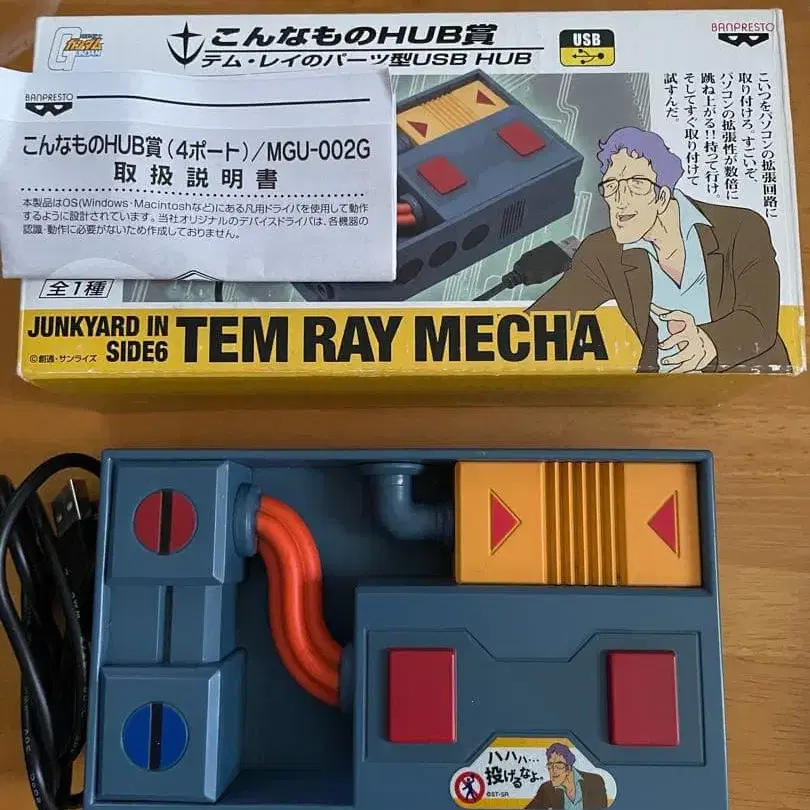 機動戦士
ガンダム
GUNDAM
こんなものHUB賞
テム・レイのパーツ型USB HUB
USB
BANPRESTO
こいつをパソコンの拡張回路に
取り付けろ。すごいぞ、
パソコンの拡張性が数倍に
跳ね上がる!!持って行け。
そしてすぐ取り付けて
試すんだ。
BANPRESTO
こんなものHUB賞(4ポート)/MGU-002G
取扱説明書
本製品はOS(Windows・Macintoshなど)にある汎用ドライバを使用して動作
するように設計されています。当社オリジナルのデバイスドライバは、各機器の
認識・動作に必要がないため作成しておりません。
全1種
JUNKYARD IN
SIDE6
TEM RAY MECHA
©創通・サンライズ
ハハハ…
投げるなよ。
©ST・SR